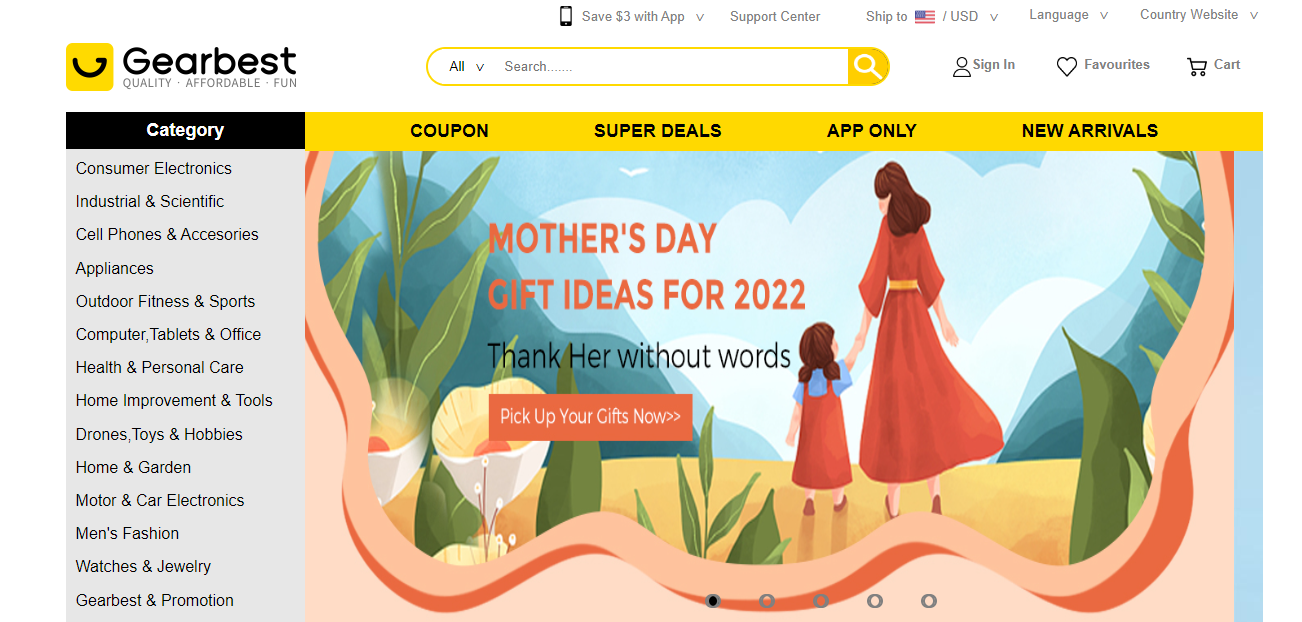 Save $3 with App v Support Center Ship to / USD v Language v Country Website v
Gearbest
QUALITY · AFFORDABLE · FUN
All v Search.......
Sign In Favourites Cart
Category COUPON SUPER DEALS APP ONLY NEW ARRIVALS
Consumer Electronics
Industrial & Scientific
Cell Phones & Accesories
Appliances
Outdoor Fitness & Sports
Computer,Tablets & Office
Health & Personal Care
Home Improvement & Tools
Drones,Toys & Hobbies
Home & Garden
Motor & Car Electronics
Men's Fashion
Watches & Jewelry
Gearbest & Promotion
MOTHER'S DAY
GIFT IDEAS FOR 2022
Thank Her without words
Pick Up Your Gifts Now>>